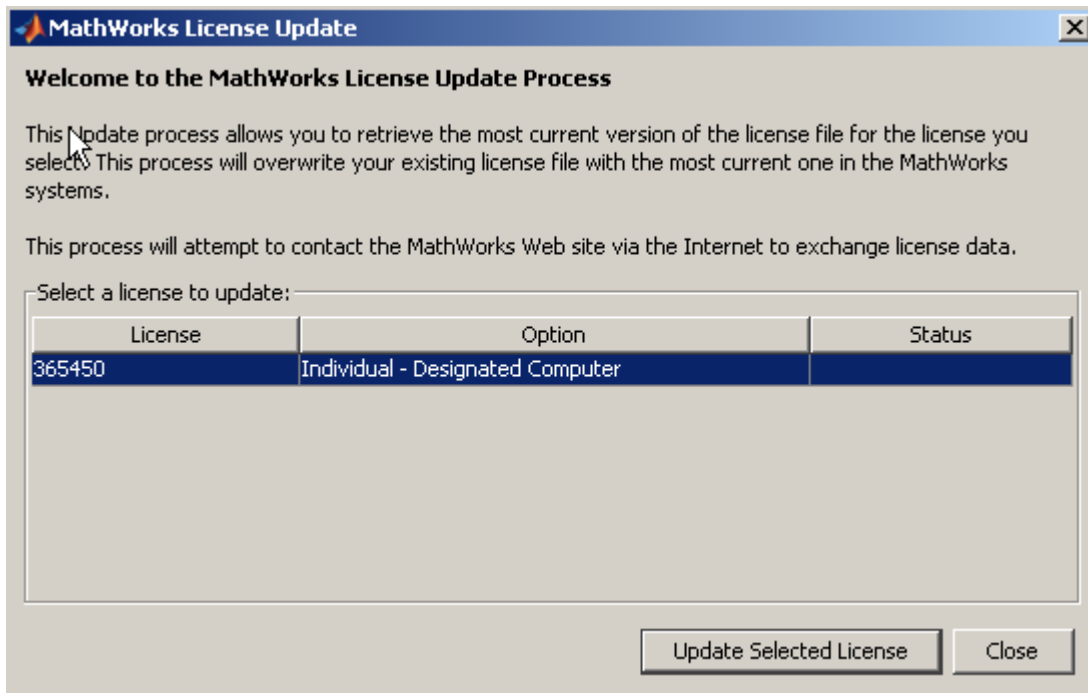 MathWorks License Update
Welcome to the MathWorks License Update Process
This Update process allows you to retrieve the most current version of the license file for the license you
select. This process will overwrite your existing license file with the most current one in the MathWorks
systems.
This process will attempt to contact the MathWorks Web site via the Internet to exchange license data.
Select a license to update:
License Option Status
365450 Individual - Designated Computer
Update Selected License Close